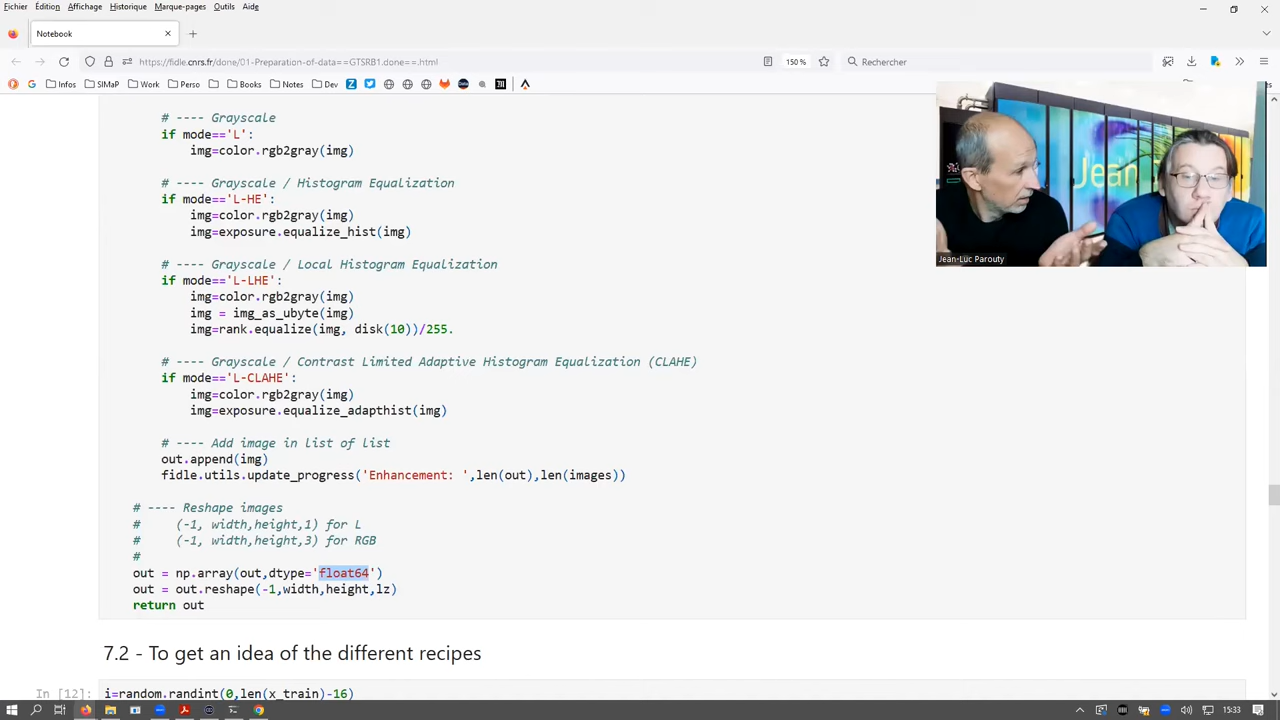 Fichier Édition Affichage Historique Marque-pages Outils Aide
Notebook
https://fidle.cnrs.fr/done/01-Preparation-of-data==GTSRB1.done==.html
150 %
Rechercher
Infos SIMaP Work Perso Books Notes Dev
# ---- Grayscale
if mode=='L':
img=color.rgb2gray(img)
# ---- Grayscale / Histogram Equalization
if mode=='L-HE':
img=color.rgb2gray(img)
img=exposure.equalize_hist(img)
# ---- Grayscale / Local Histogram Equalization
if mode=='L-LHE':
img=color.rgb2gray(img)
img = img_as_ubyte(img)
img=rank.equalize(img, disk(10))/255.
# ---- Grayscale / Contrast Limited Adaptive Histogram Equalization (CLAHE)
if mode=='L-CLAHE':
img=color.rgb2gray(img)
img=exposure.equalize_adapthist(img)
# ---- Add image in list of list
out.append(img)
fidle.utils.update_progress('Enhancement: ',len(out),len(images))
# ---- Reshape images
# (-1, width,height,1) for L
# (-1, width,height,3) for RGB
#
out = np.array(out,dtype='float64')
out = out.reshape(-1,width,height,lz)
return out
7.2 - To get an idea of the different recipes
In [12]: i=random.randint(0,len(x_train)-16)
Jean
Jean-Luc Parouty
15:33